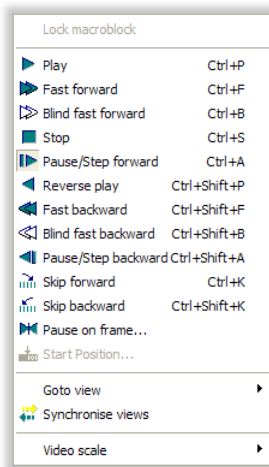 Lock macroblock
Play Ctrl+P
Fast forward Ctrl+F
Blind fast forward Ctrl+B
Stop Ctrl+S
Pause/Step forward Ctrl+A
Reverse play Ctrl+Shift+P
Fast backward Ctrl+Shift+F
Blind fast backward Ctrl+Shift+B
Pause/Step backward Ctrl+Shift+A
Skip forward Ctrl+K
Skip backward Ctrl+Shift+K
Pause on frame...
Start Position...
Goto view
Synchronise views
Video scale